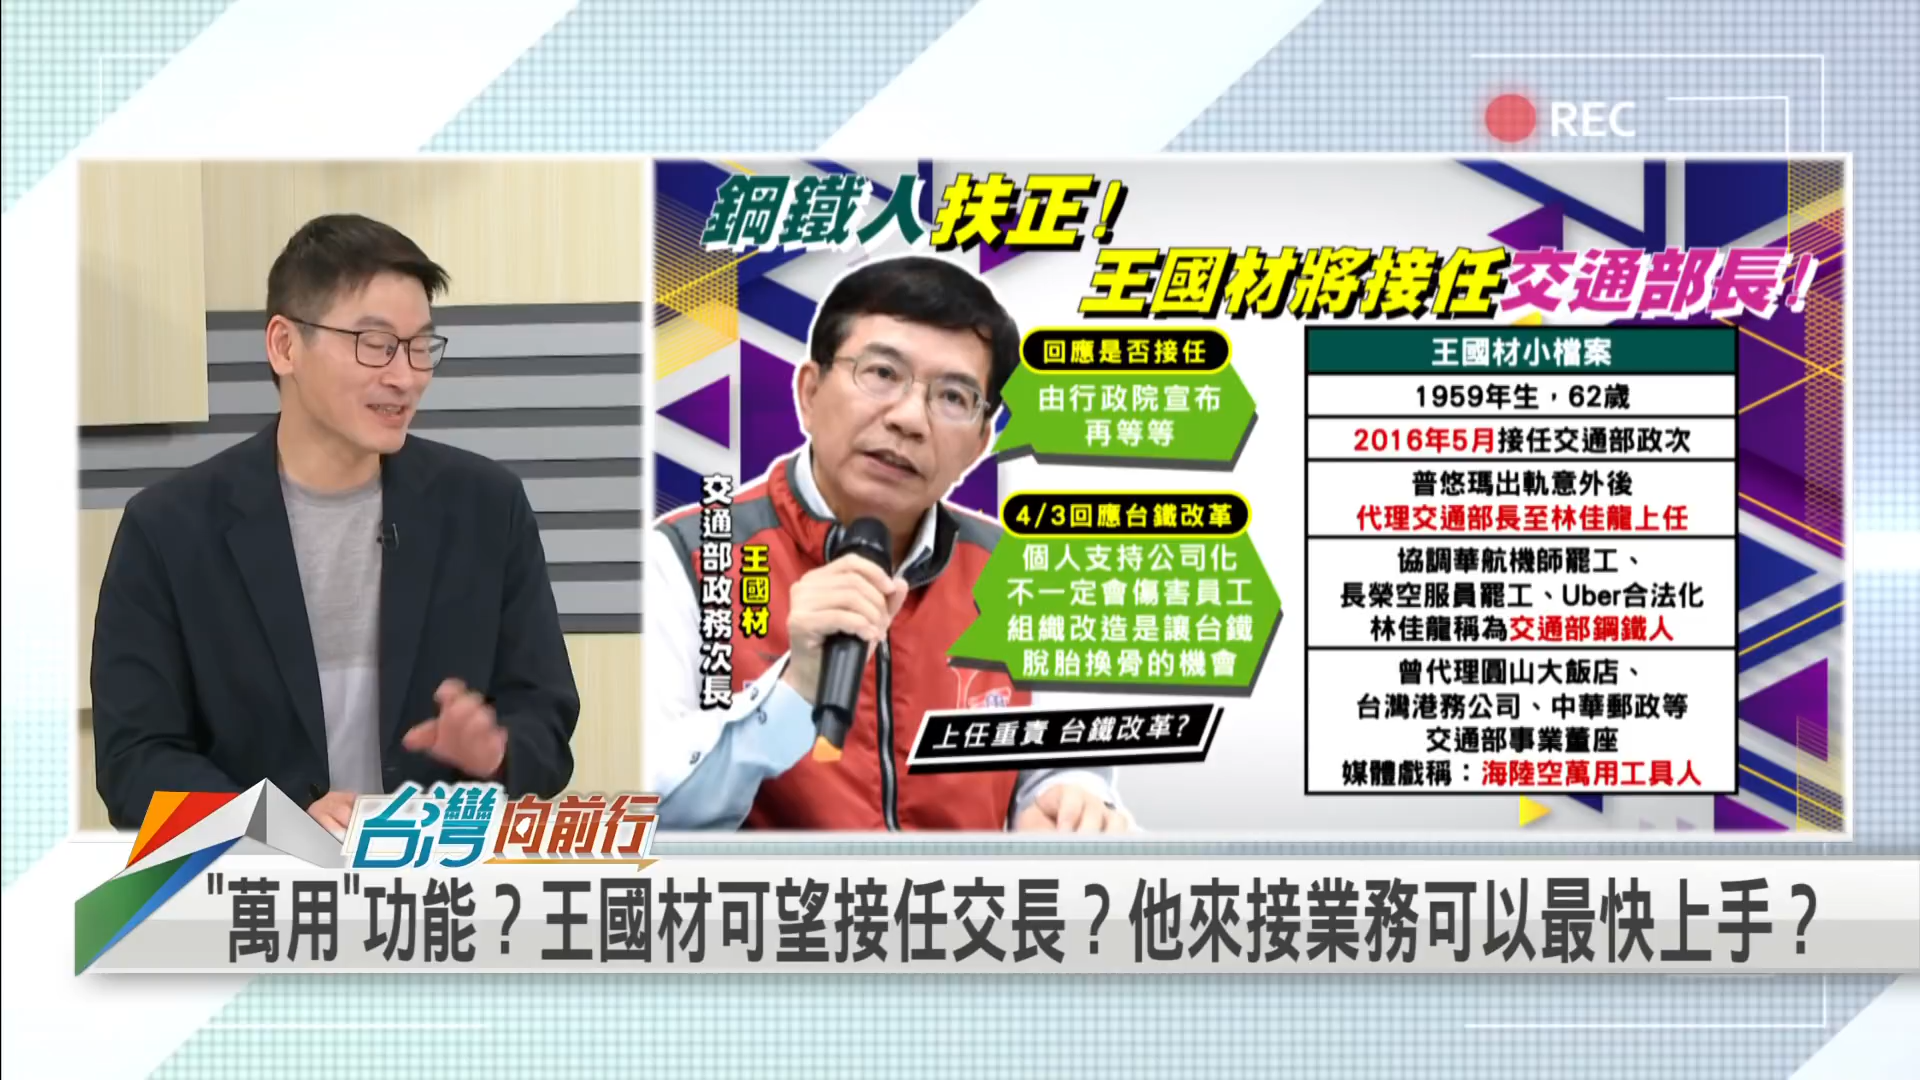 REC
鋼鐵人扶正!
王國材將接任交通部長!
回應是否接任
由行政院宣布
再等等
4/3回應台鐵改革
個人支持公司化
不一定會傷害員工
組織改造是讓台鐵
脫胎換骨的機會
上任重責 台鐵改革?
交通部政務次長
王國材
王國材小檔案
1959年生，62歲
2016年5月接任交通部政次
普悠瑪出軌意外後
代理交通部長至林佳龍上任
協調華航機師罷工、
長榮空服員罷工、Uber合法化
林佳龍稱為交通部鋼鐵人
曾代理圓山大飯店、
台灣港務公司、中華郵政等
交通部事業董座
媒體戲稱：海陸空萬用工具人
台灣向前行
"萬用"功能？王國材可望接任交長？他來接業務可以最快上手？